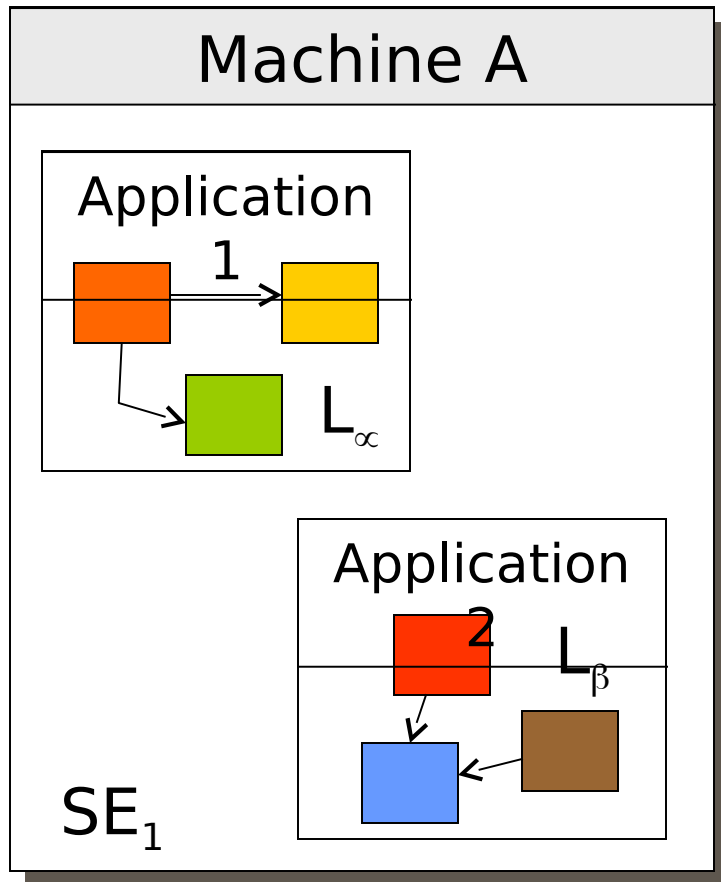 Machine A
Application
1
L∝
Application
2
Lβ
SE1